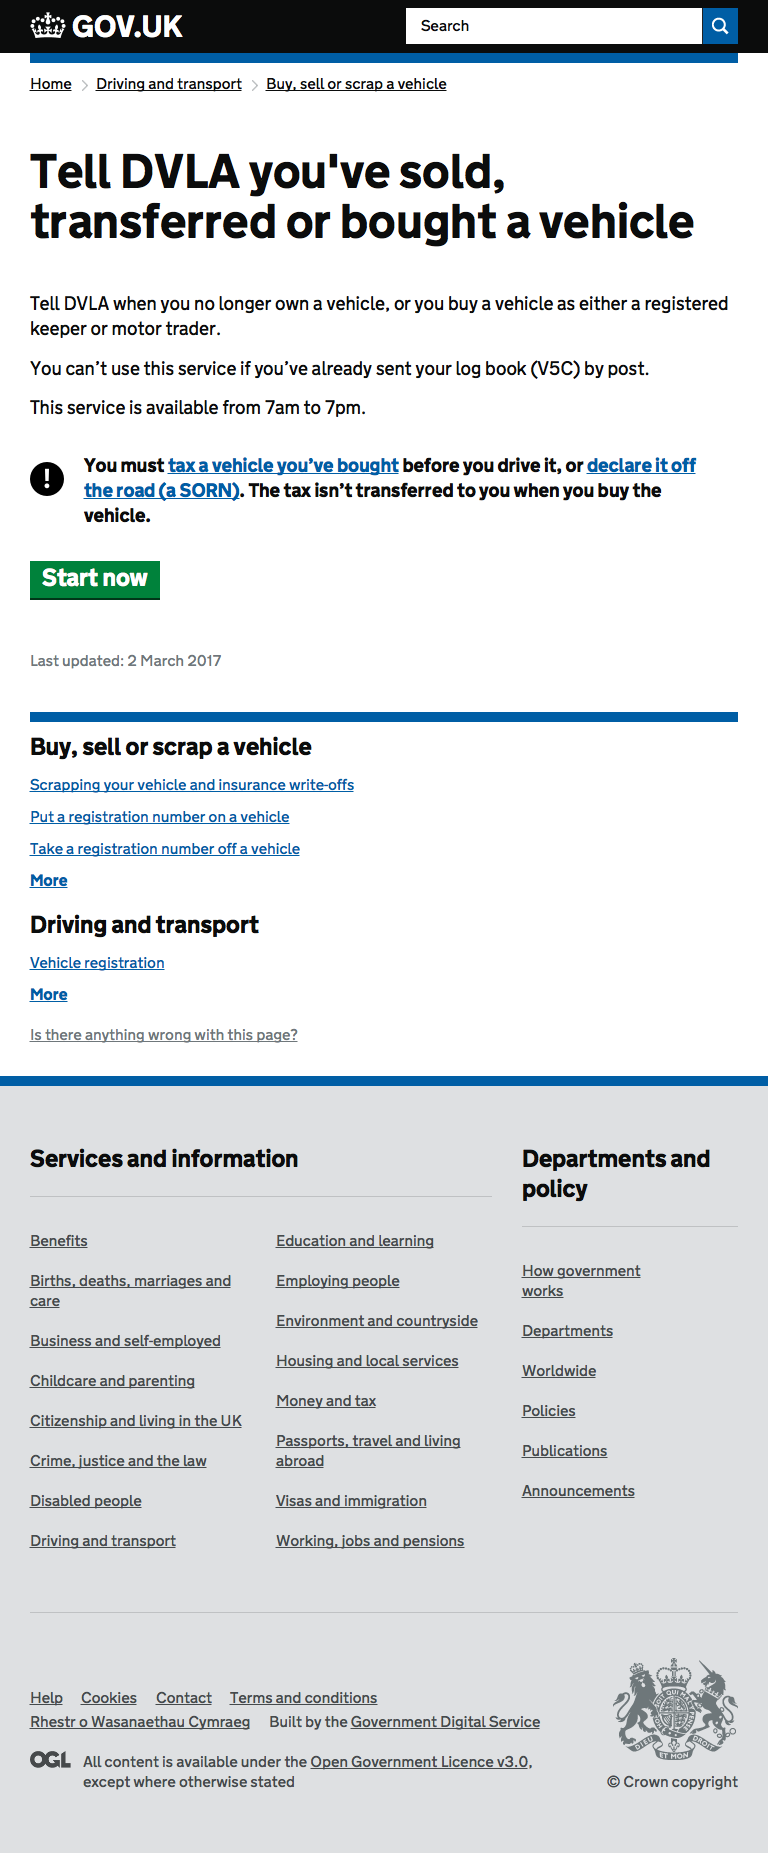 GOV.UK
Search
Home
Driving and transport
Buy, sell or scrap a vehicle
Tell DVLA you've sold,
transferred or bought a vehicle
Tell DVLA when you no longer own a vehicle, or you buy a vehicle as either a registered
keeper or motor trader.
You can’t use this service if you’ve already sent your log book (V5C) by post.
This service is available from 7am to 7pm.
You must tax a vehicle you’ve bought before you drive it, or declare it off
the road (a SORN). The tax isn’t transferred to you when you buy the
vehicle.
Start now
Last updated: 2 March 2017
Buy, sell or scrap a vehicle
Scrapping your vehicle and insurance write-offs
Put a registration number on a vehicle
Take a registration number off a vehicle
More
Driving and transport
Vehicle registration
More
Is there anything wrong with this page?
Services and information
Benefits
Births, deaths, marriages and
care
Business and self-employed
Childcare and parenting
Citizenship and living in the UK
Crime, justice and the law
Disabled people
Driving and transport
Education and learning
Employing people
Environment and countryside
Housing and local services
Money and tax
Passports, travel and living
abroad
Visas and immigration
Working, jobs and pensions
Departments and
policy
How government
works
Departments
Worldwide
Policies
Publications
Announcements
Help Cookies Contact Terms and conditions
Rhestr o Wasanaethau Cymraeg Built by the Government Digital Service
OGL
All content is available under the Open Government Licence v3.0,
except where otherwise stated
DIEU ET MON DROIT
© Crown copyright